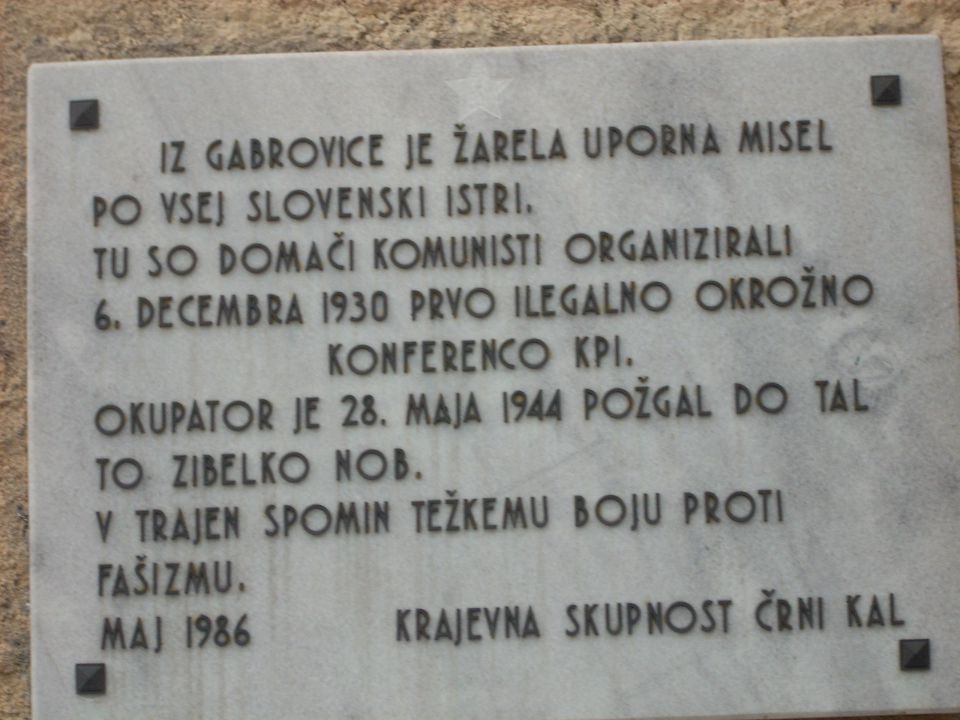 IZ GABROVICE JE ŽARELA UPORNA MISEL
PO VSEJ SLOVENSKI ISTRI.
TU SO DOMAČI KOMUNISTI ORGANIZIRALI
6. DECEMBRA 1930 PRVO ILEGALNO OKROŽNO
KONFERENCO KPI.
OKUPATOR JE 28. MAJA 1944 POŽGAL DO TAL
TO ZIBELKO NOB.
V TRAJEN SPOMIN TEŽKEMU BOJU PROTI
FAŠIZMU.
MAJ 1986 KRAJEVNA SKUPNOST ČRNI KAL